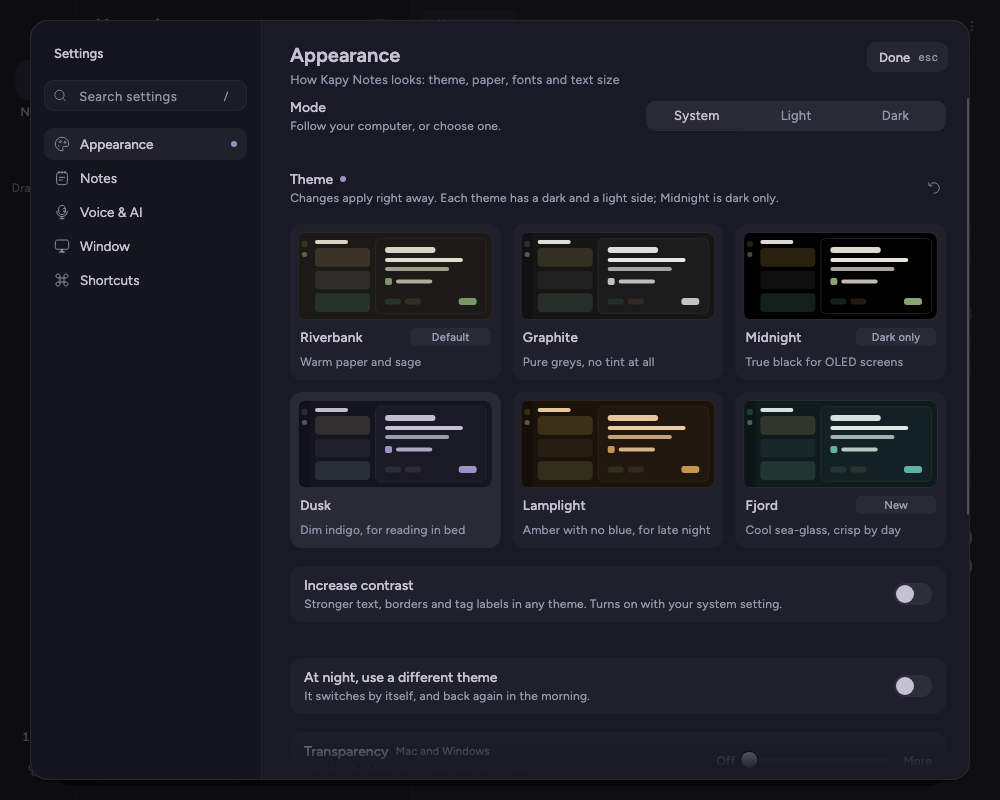 Settings
Search settings /
Appearance
Notes
Voice & AI
Window
Shortcuts
Appearance
How Kapy Notes looks: theme, paper, fonts and text size
Done esc
Mode
Follow your computer, or choose one.
System Light Dark
Theme
Changes apply right away. Each theme has a dark and a light side; Midnight is dark only.
Riverbank Default
Warm paper and sage
Graphite
Pure greys, no tint at all
Midnight Dark only
True black for OLED screens
Dusk
Dim indigo, for reading in bed
Lamplight
Amber with no blue, for late night
Fjord New
Cool sea-glass, crisp by day
Increase contrast
Stronger text, borders and tag labels in any theme. Turns on with your system setting.
At night, use a different theme
It switches by itself, and back again in the morning.
Transparency Mac and Windows
Off More